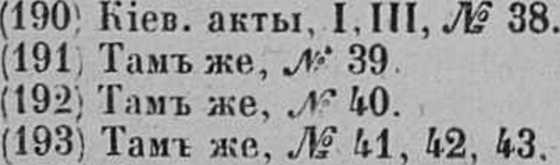 (190) Кіев. акты, I, III, № 38.
(191) Тамъ же, № 39.
(192) Тамъ же, № 40.
(193) Тамъ же, № 41, 42, 43.